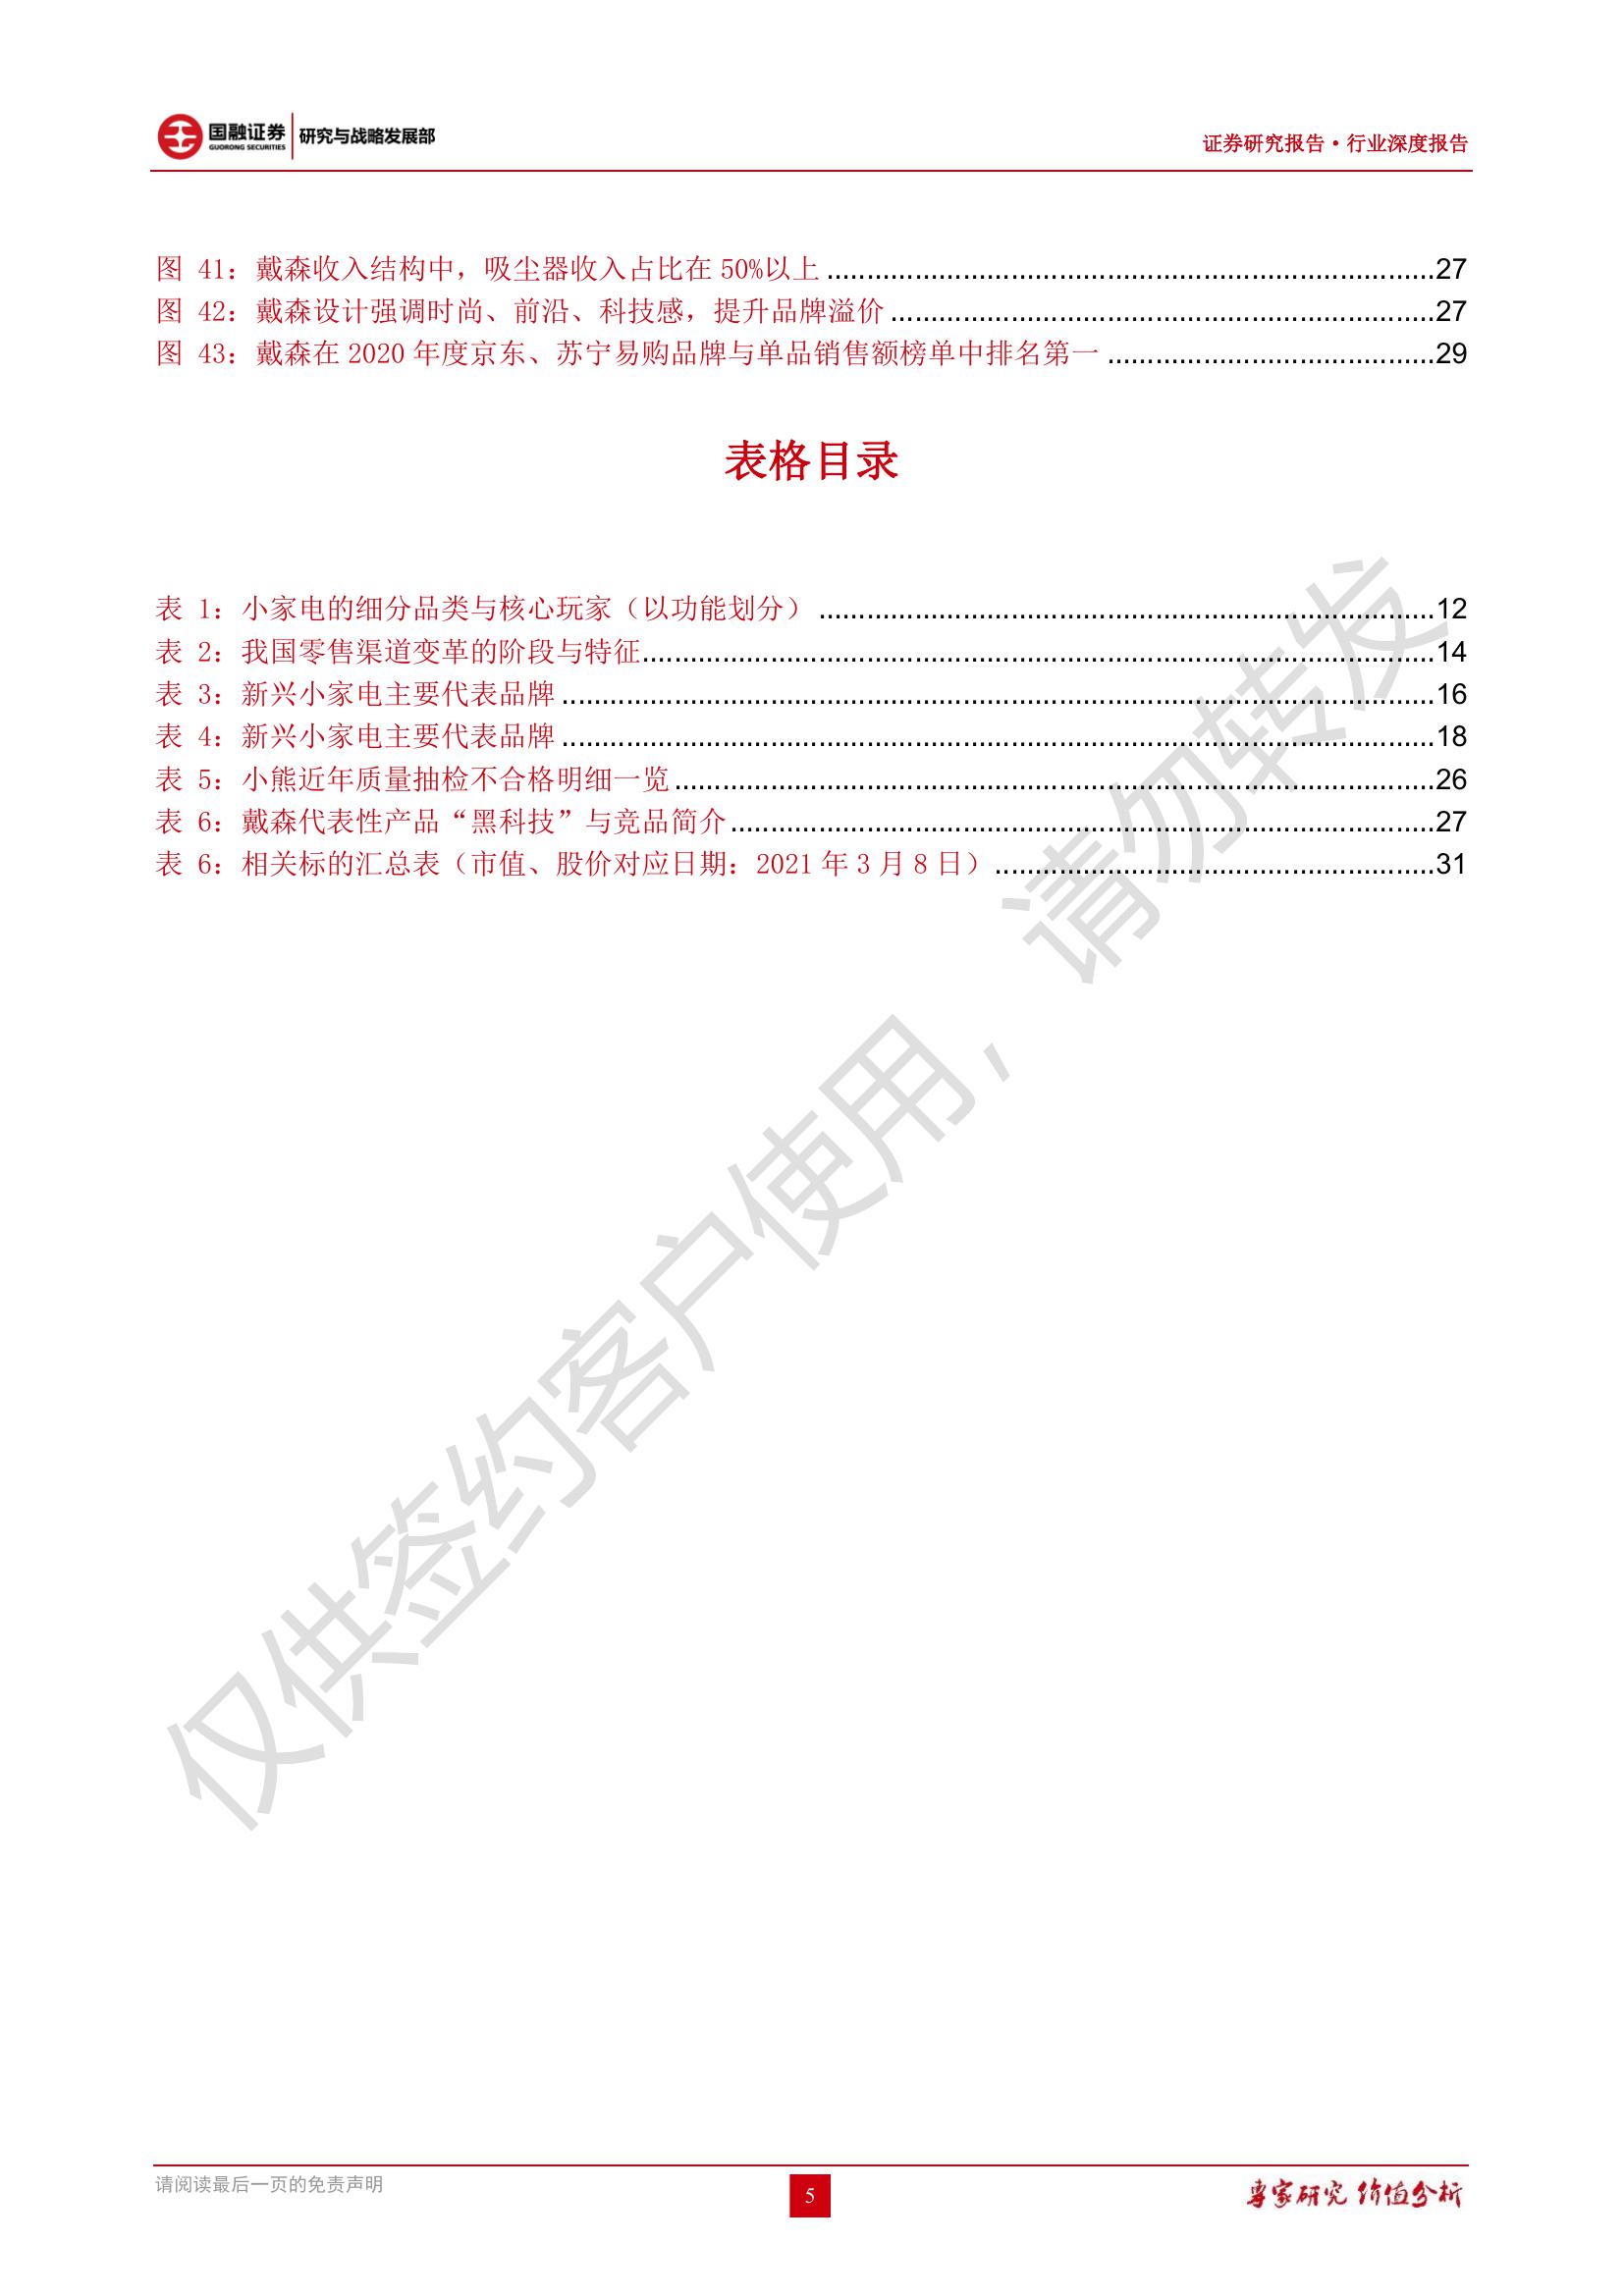 国融证券 研究与战略发展部
GUORONG SECURITIES
证券研究报告·行业深度报告
图 41：戴森收入结构中，吸尘器收入占比在 50%以上 ........ 27
图 42：戴森设计强调时尚、前沿、科技感，提升品牌溢价 ........ 27
图 43：戴森在 2020 年度京东、苏宁易购品牌与单品销售额榜单中排名第一 ........ 29
表格目录
表 1：小家电的细分品类与核心玩家（以功能划分） ........ 12
表 2：我国零售渠道变革的阶段与特征 ........ 14
表 3：新兴小家电主要代表品牌 ........ 16
表 4：新兴小家电主要代表品牌 ........ 18
表 5：小熊近年质量抽检不合格明细一览 ........ 26
表 6：戴森代表性产品“黑科技”与竞品简介 ........ 27
表 6：相关标的汇总表（市值、股价对应日期：2021 年 3 月 8 日） ........ 31
仅供签约客户使用，请勿转发
请阅读最后一页的免责声明
5
专家研究 价值分析